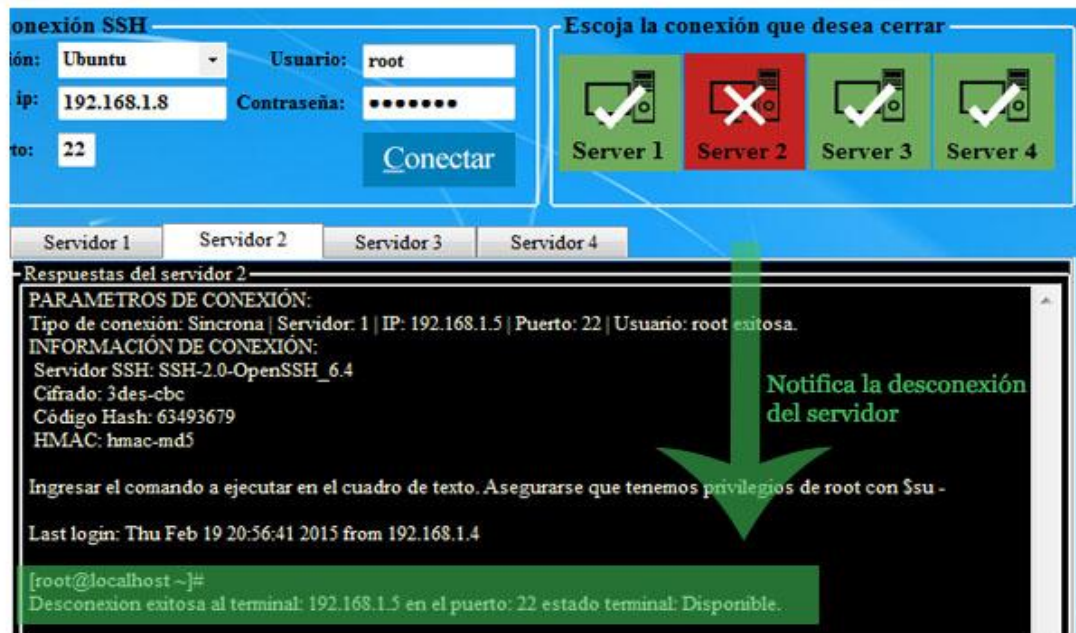 onexión SSH
ión: Ubuntu Usuario: root
ip: 192.168.1.8 Contraseña: •••••••
rto: 22 Conectar
Escoja la conexión que desea cerrar
Server 1 Server 2 Server 3 Server 4
Servidor 1 Servidor 2 Servidor 3 Servidor 4
Respuestas del servidor 2
PARAMETROS DE CONEXIÓN:
Tipo de conexión: Sincrona | Servidor: 1 | IP: 192.168.1.5 | Puerto: 22 | Usuario: root exitosa.
INFORMACIÓN DE CONEXIÓN:
Servidor SSH: SSH-2.0-OpenSSH_6.4
Cifrado: 3des-cbc
Código Hash: 63493679
HMAC: hmac-md5
Notifica la desconexión
del servidor
Ingresar el comando a ejecutar en el cuadro de texto. Asegurarse que tenemos privilegios de root con $su -
Last login: Thu Feb 19 20:56:41 2015 from 192.168.1.4
[root@localhost ~]#
Desconexion exitosa al terminal: 192.168.1.5 en el puerto: 22 estado terminal: Disponible.